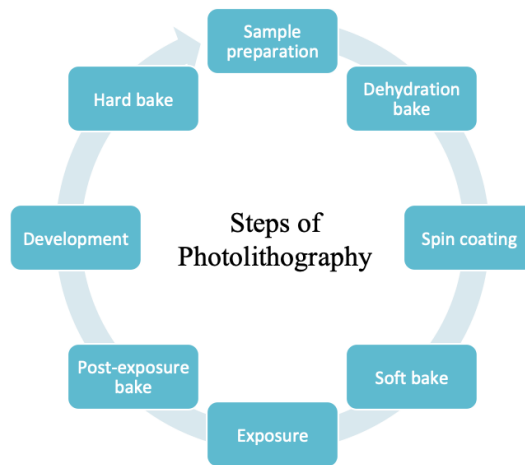 Sample
preparation
Dehydration
bake
Spin coating
Soft bake
Exposure
Post-exposure
bake
Development
Hard bake
Steps of
Photolithography